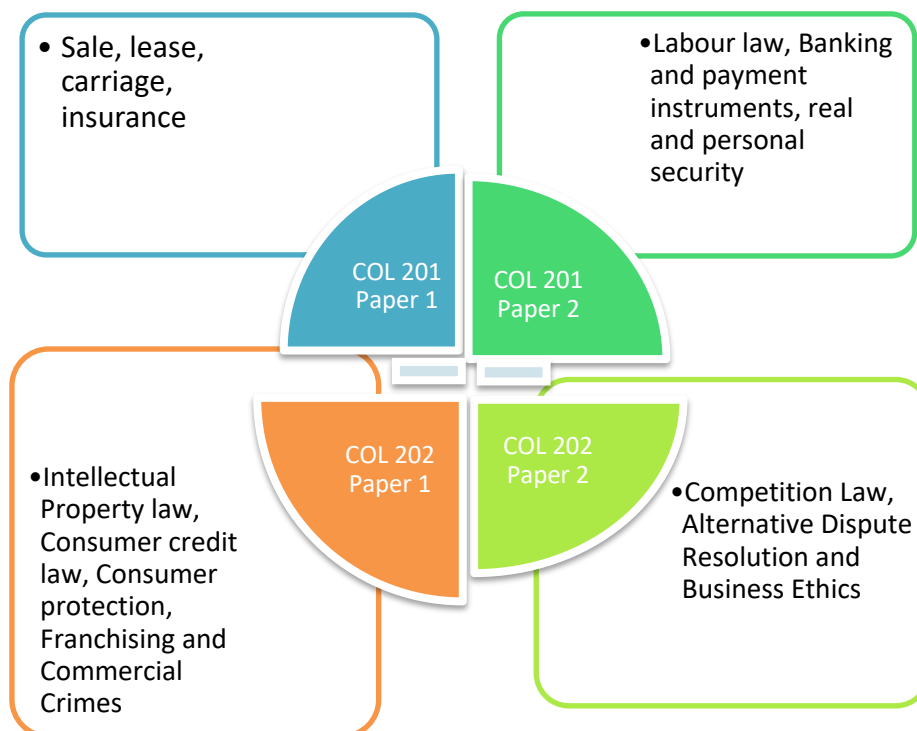 • Sale, lease,
carriage,
insurance
•Labour law, Banking
and payment
instruments, real
and personal
security
COL 201
Paper 1
COL 201
Paper 2
COL 202
Paper 1
COL 202
Paper 2
•Intellectual
Property law,
Consumer credit
law, Consumer
protection,
Franchising and
Commercial
Crimes
•Competition Law,
Alternative Dispute
Resolution and
Business Ethics